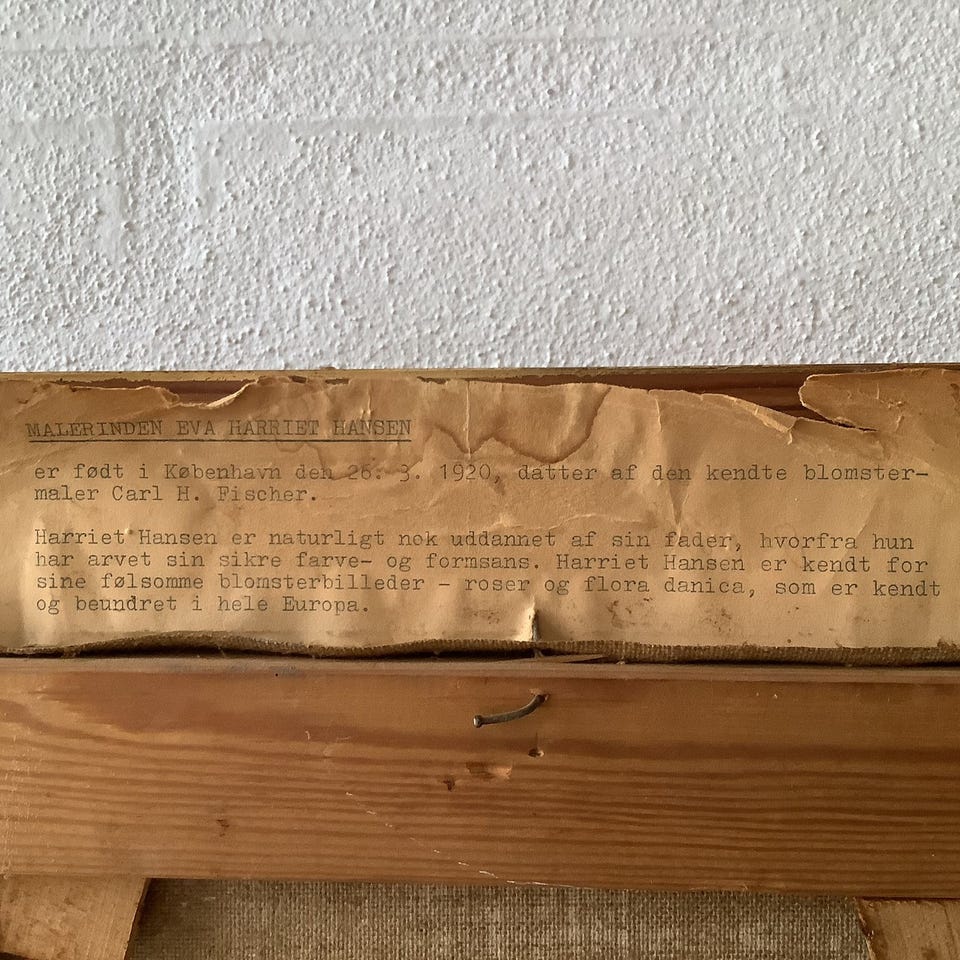 MALERINDEN EVA HARRIET HANSEN
er født i København den 26. 3. 1920, datter af den kendte blomster-
maler Carl H. Fischer.
Harriet Hansen er naturligt nok uddannet af sin fader, hvorfra hun
har arvet sin sikre farve- og formsans. Harriet Hansen er kendt for
sine følsomme blomsterbilleder - roser og flora danica, som er kendt
og beundret i hele Europa.